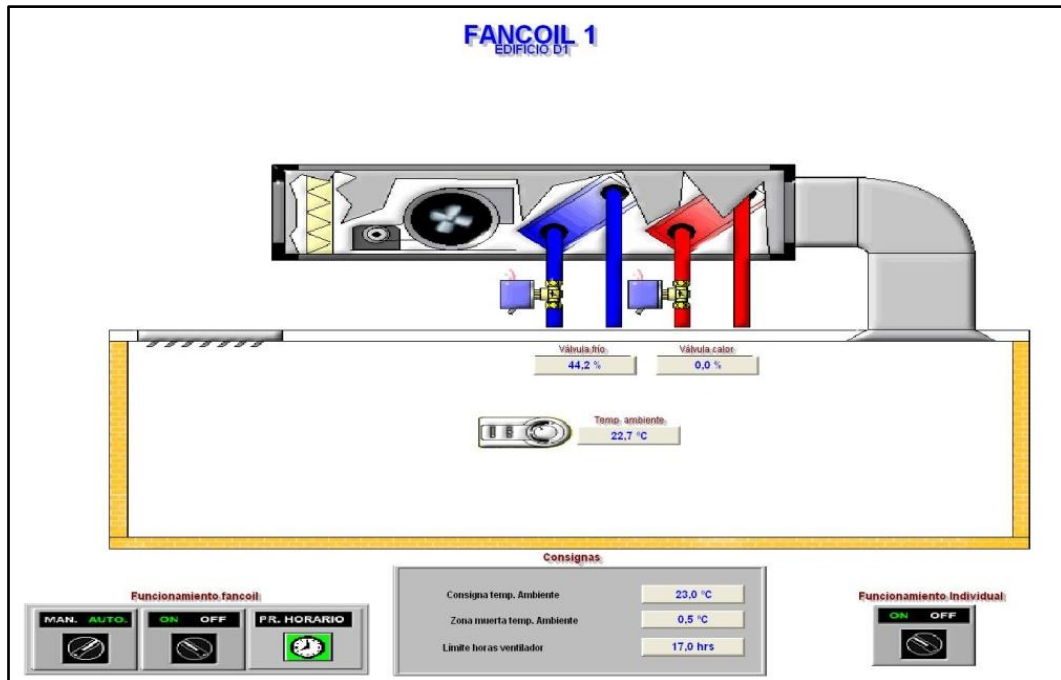 FANCOIL 1
EDIFICIO D1
Válvula frío
Válvula calor
44,2 %
0,0 %
Temp. ambiente
22,7 °C
Consignas
Funcionamiento fancoil
MAN. AUTO.
ON OFF
PR. HORARIO
Consigna temp. Ambiente
23,0 °C
Zona muerta temp. Ambiente
0,5 °C
Límite horas ventilador
17,0 hrs
Funcionamiento Individual
ON OFF